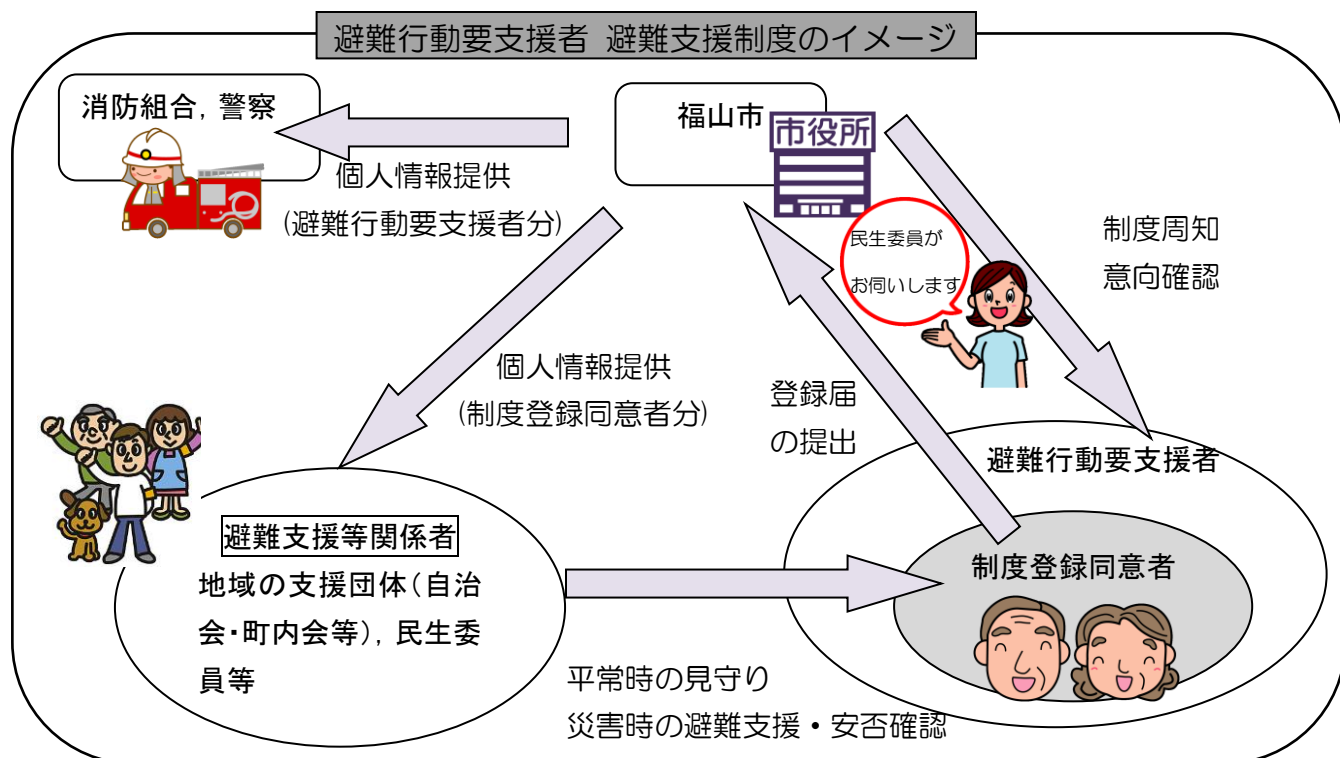 避難行動要支援者 避難支援制度のイメージ
消防組合，警察
福山市
市役所
個人情報提供
(避難行動要支援者分)
民生委員が
お伺いします
制度周知
意向確認
個人情報提供
(制度登録同意者分)
登録届
の提出
避難行動要支援者
避難支援等関係者
地域の支援団体（自治
会・町内会等），民生委
員等
制度登録同意者
平常時の見守り
災害時の避難支援・安否確認